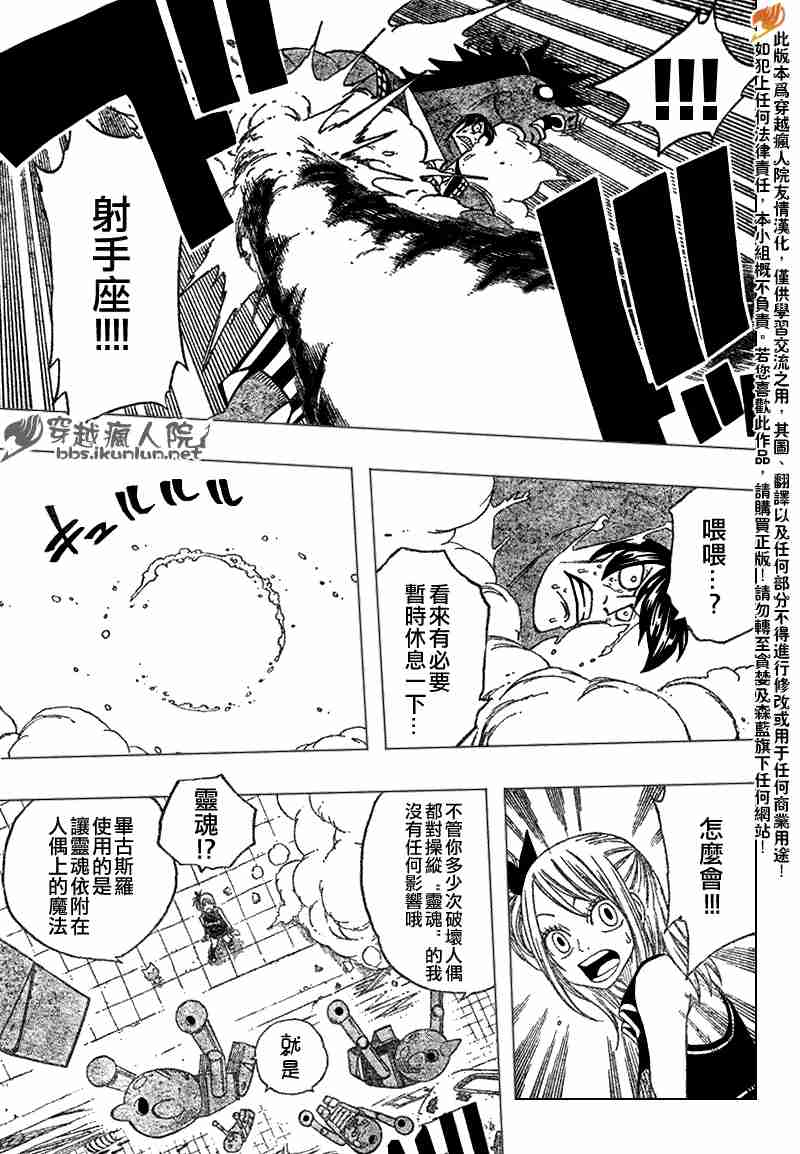 !!!
射手座
!!!!
喂喂…?
看來有必要
暫時休息一下…
キュルルル
怎麼會!!!
不管你多少次破壞人偶
都對操縱“靈魂”的我
沒有任何影響哦
靈魂!?
畢古斯羅
使用的是
讓靈魂依附在
人偶上的魔法
就是
穿越瘋人院
bbs.ikunlun.net
此版本爲穿越瘋人院友情漢化，僅供學習交流之用，其圖、翻譯以及任何部分不得進行修改或用于任何商業用途！
如犯上任何法律責任，本小組概不負責。若您喜歡此作品，請購買正版！請勿轉至貪婪及森藍旗下任何網站！